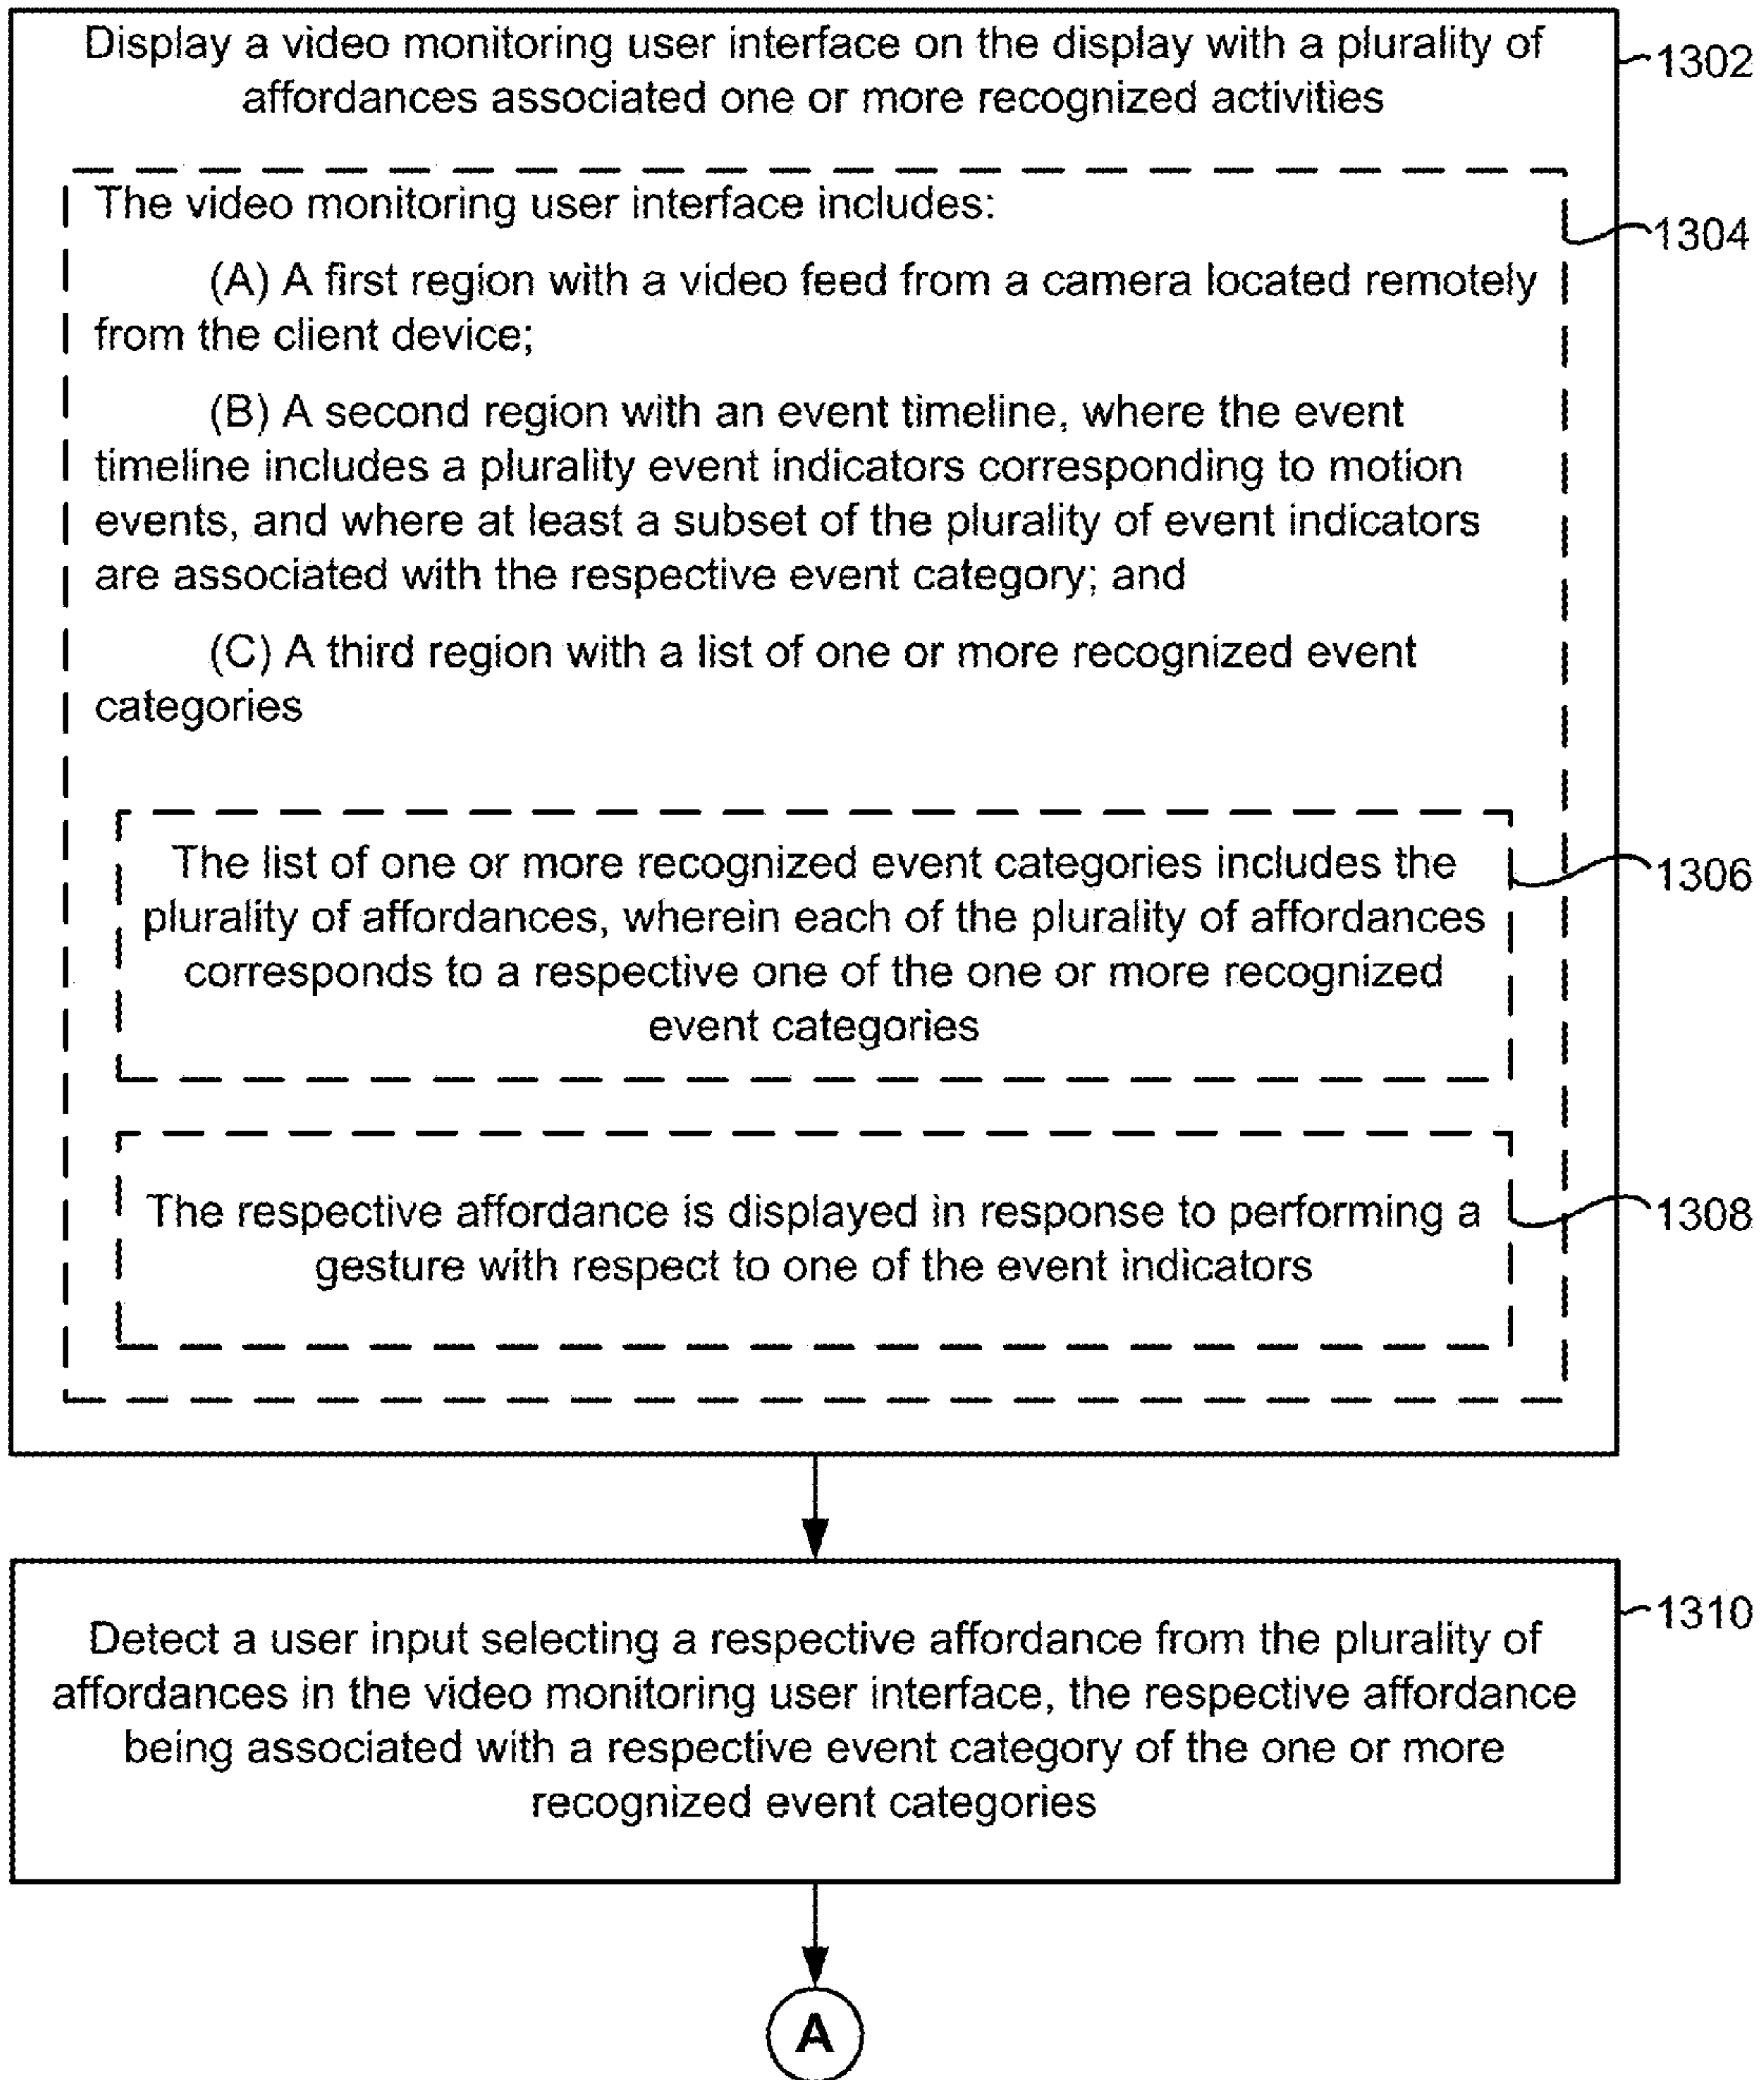 Display a video monitoring user interface on the display with a plurality of
affordances associated one or more recognized activities
1302
The video monitoring user interface includes:
1304
(A) A first region with a video feed from a camera located remotely
from the client device;
(B) A second region with an event timeline, where the event
timeline includes a plurality event indicators corresponding to motion
events, and where at least a subset of the plurality of event indicators
are associated with the respective event category; and
(C) A third region with a list of one or more recognized event
categories
The list of one or more recognized event categories includes the
plurality of affordances, wherein each of the plurality of affordances
corresponds to a respective one of the one or more recognized
event categories
1306
The respective affordance is displayed in response to performing a
gesture with respect to one of the event indicators
1308
Detect a user input selecting a respective affordance from the plurality of
affordances in the video monitoring user interface, the respective affordance
being associated with a respective event category of the one or more
recognized event categories
1310
A